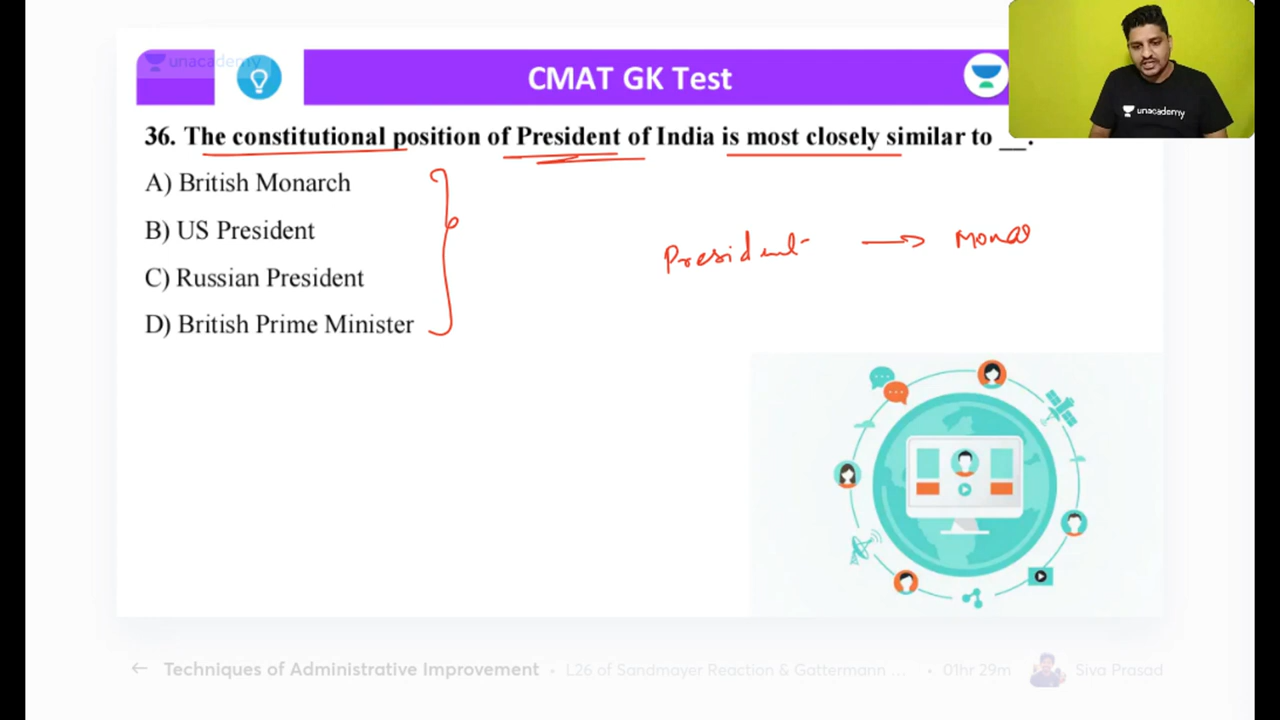 unacademy
CMAT GK Test
unacademy
36. The constitutional position of President of India is most closely similar to __.
A) British Monarch
B) US President
C) Russian President
D) British Prime Minister
President → Monar
← Techniques of Administrative Improvement • L26 of Sandmayer Reaction & Gattermann ... • 01hr 29m Siva Prasad